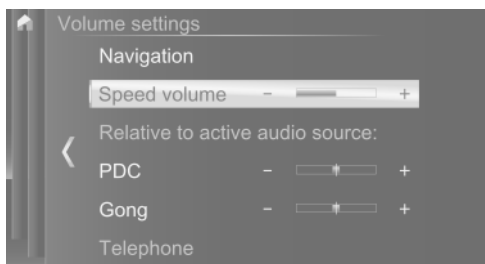 Volume settings
Navigation
Speed volume - +
Relative to active audio source:
PDC - +
Gong - +
Telephone